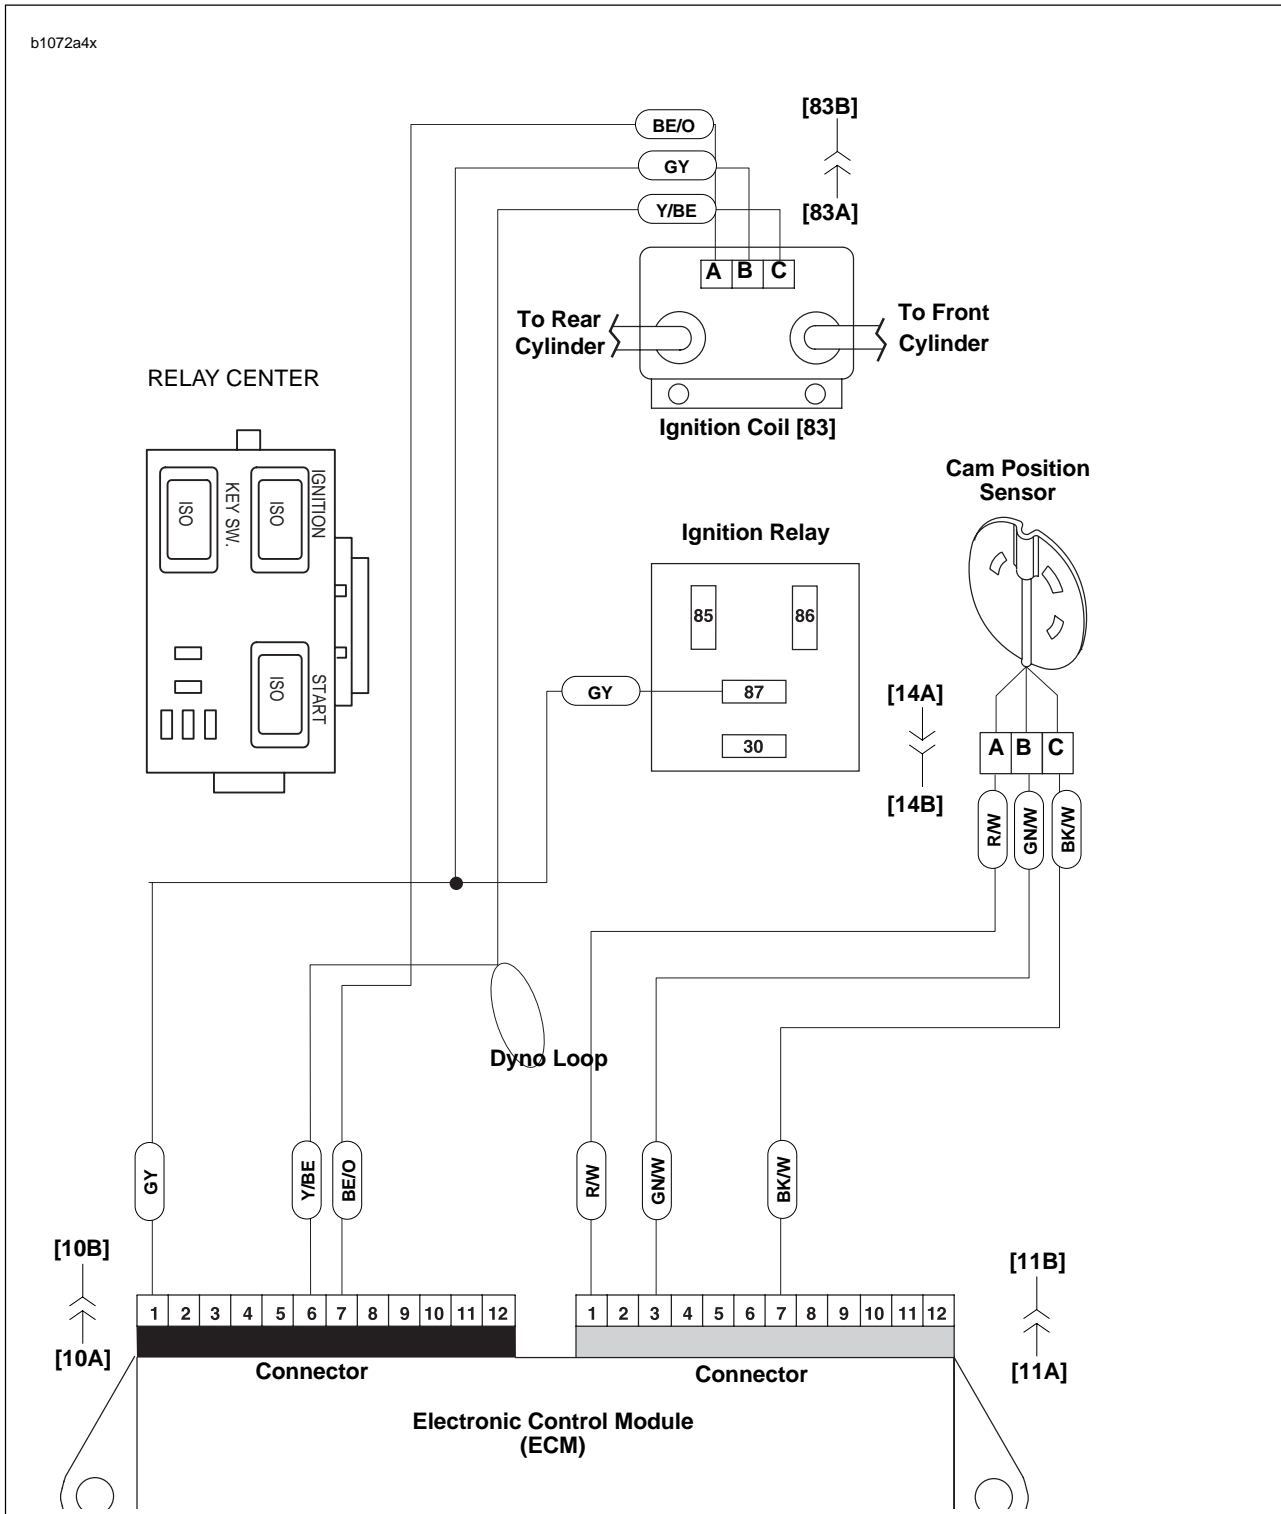 b1072a4x
[83B]
BE/O
GY
Y/BE
[83A]
A B C
To Rear
Cylinder
To Front
Cylinder
Ignition Coil [83]
RELAY CENTER
ISO
KEY SW.
ISO
IGNITION
ISO
START
Ignition Relay
85
86
87
30
GY
Cam Position
Sensor
[14A]
[14B]
A B C
R/W
GN/W
BK/W
Dyno Loop
GY
Y/BE
BE/O
R/W
GN/W
BK/W
[10B]
[10A]
1 2 3 4 5 6 7 8 9 10 11 12
1 2 3 4 5 6 7 8 9 10 11 12
[11B]
[11A]
Connector
Connector
Electronic Control Module
(ECM)